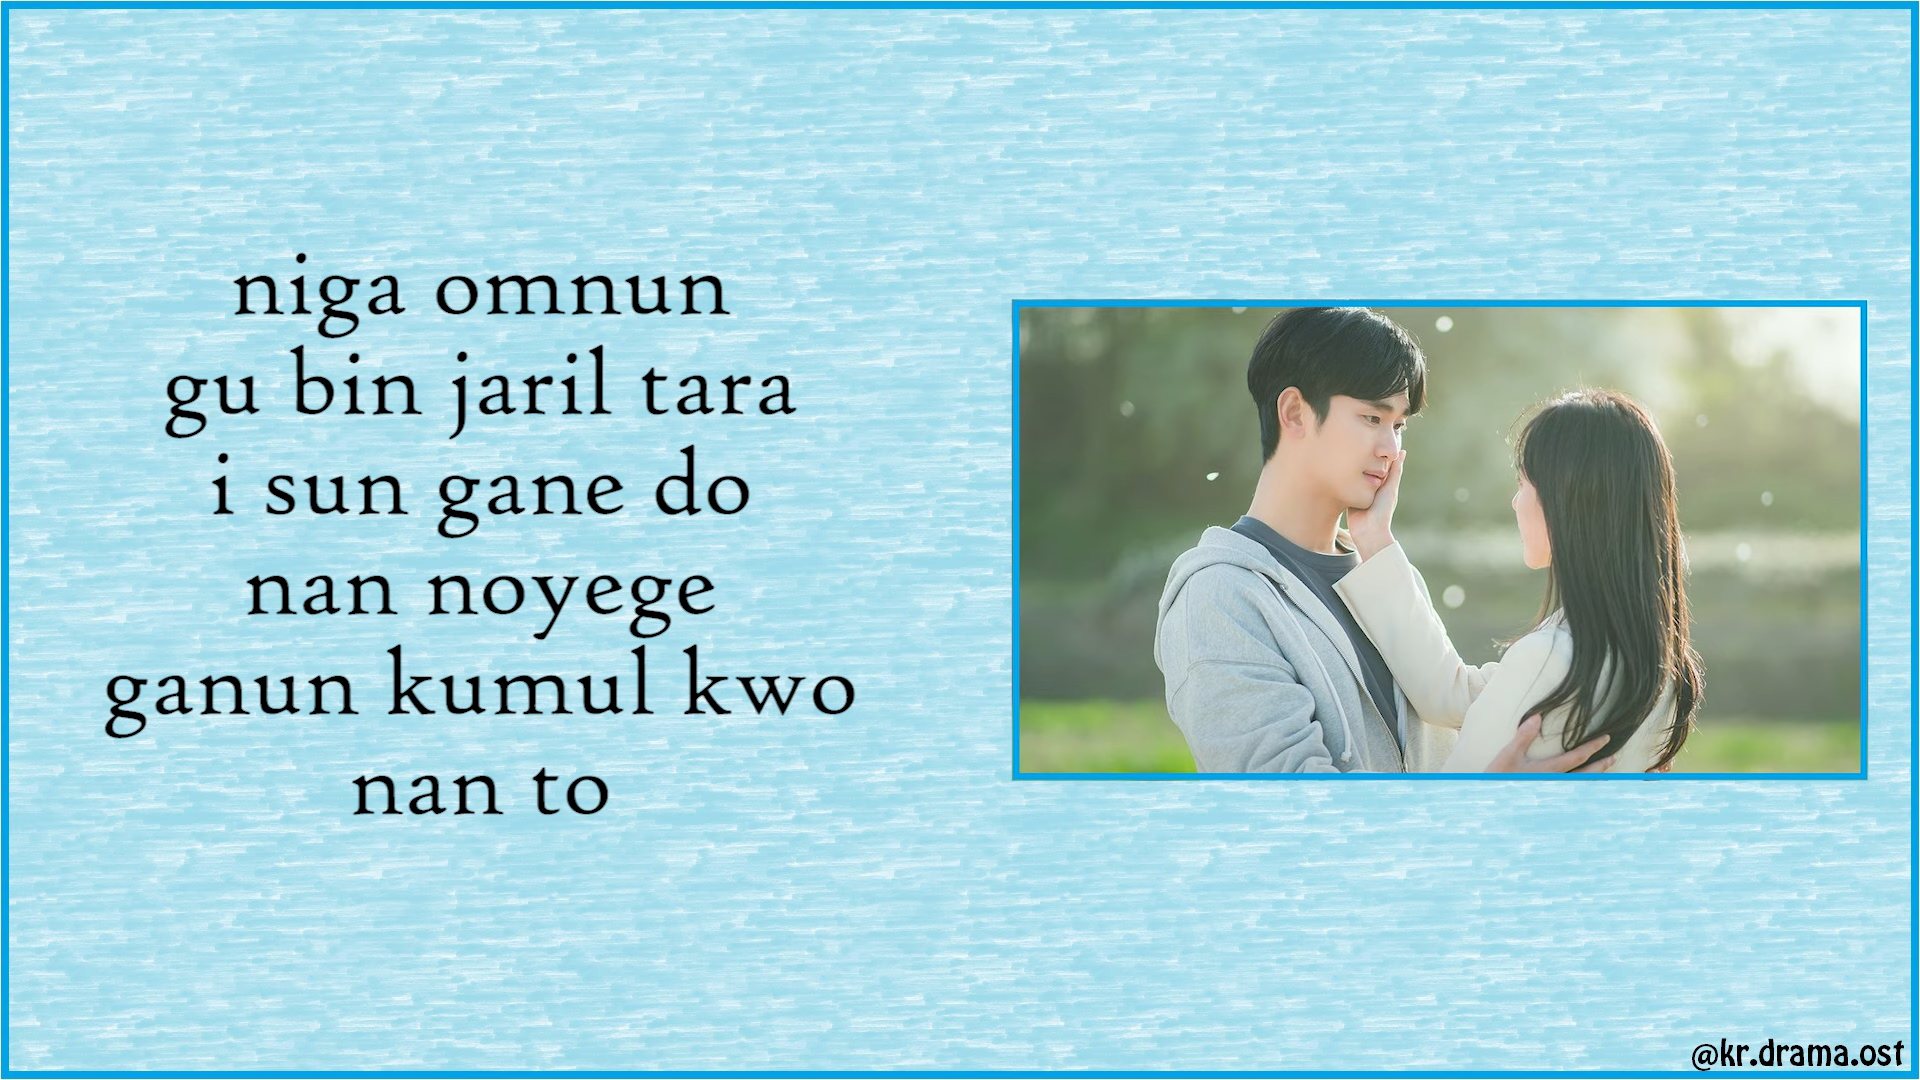 niga omnun
gu bin jaril tara
i sun gane do
nan noyege
ganun kumul kwo
nan to
@kr.drama.ost